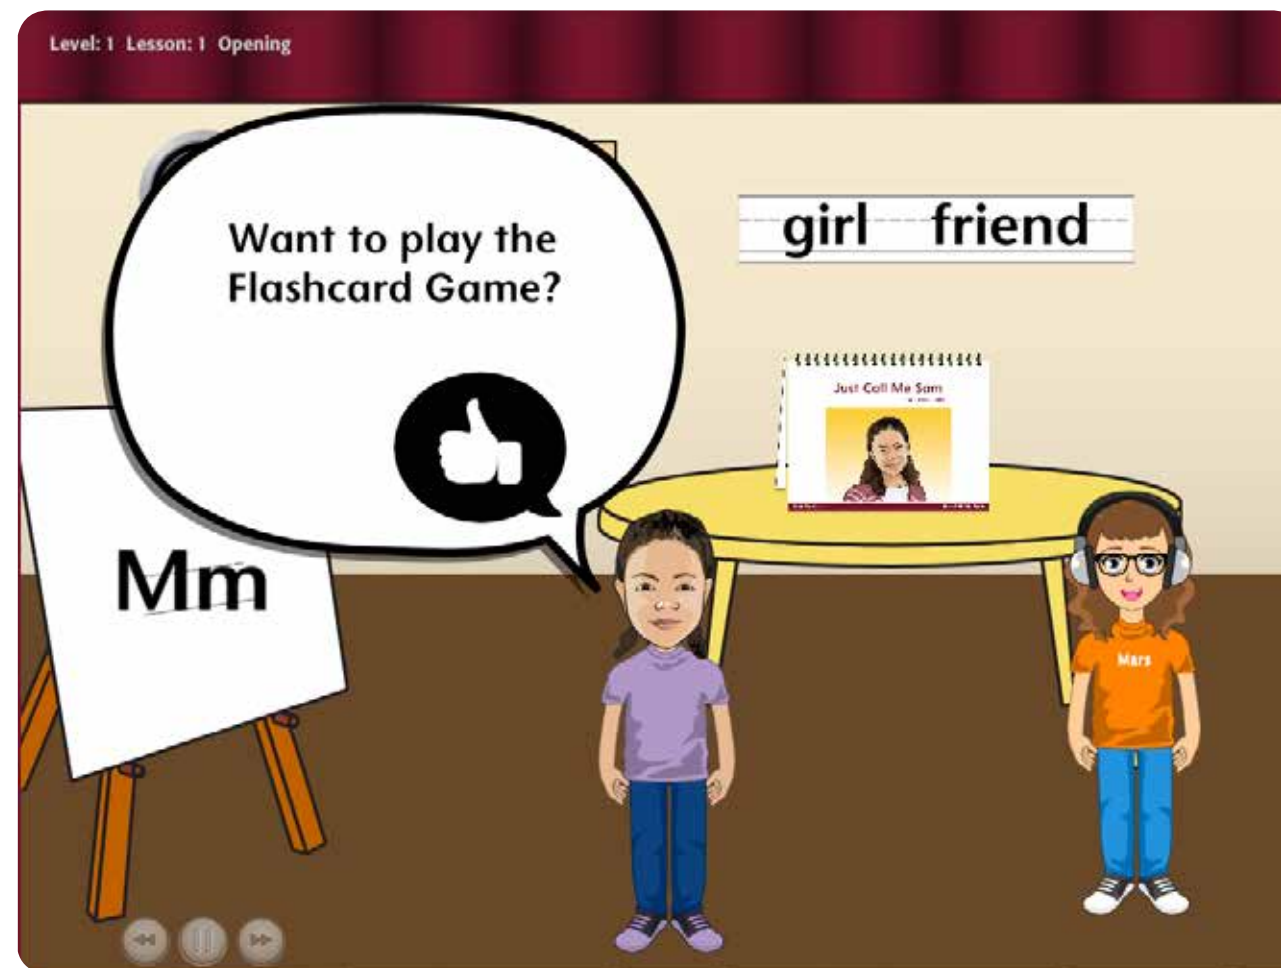 Level: 1 Lesson: 1 Opening
Want to play the
Flashcard Game?
girl friend
Just Call Me Sam
Mm
Mars